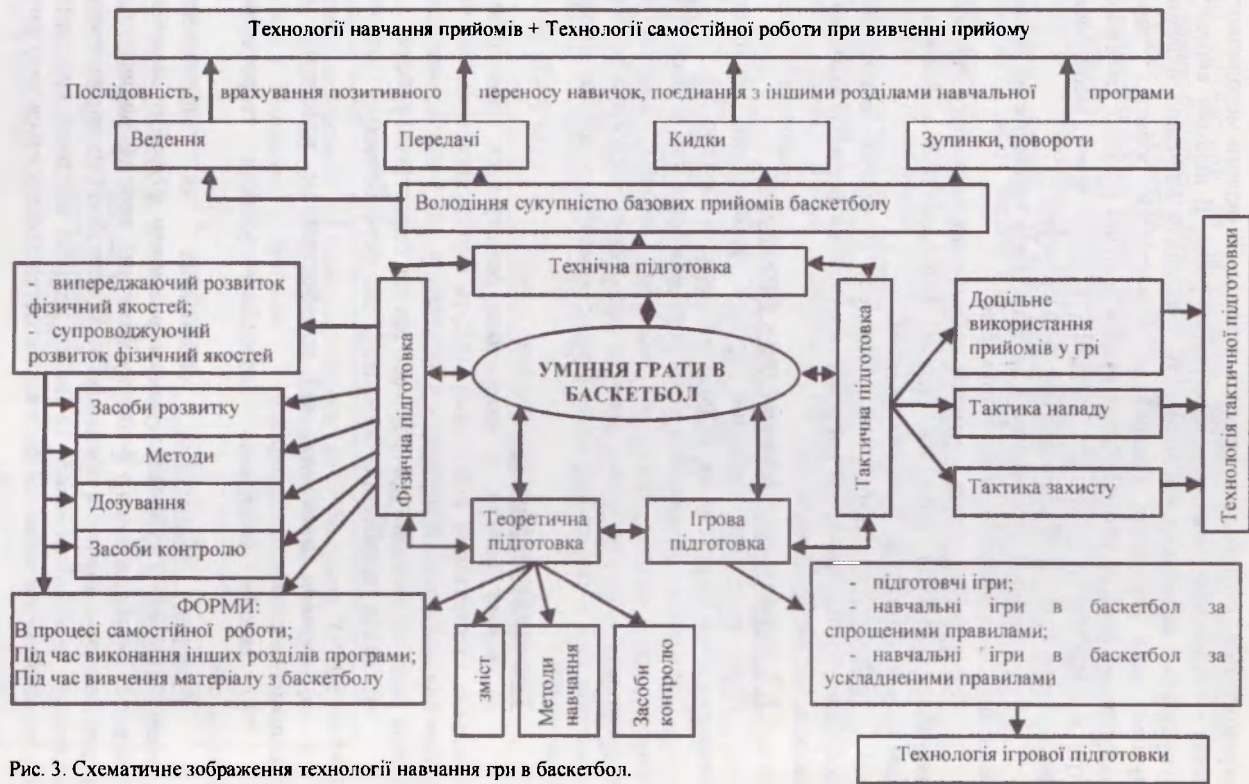 Технології навчання прийомів + Технології самостійної роботи при вивченні прийому
Послідовність, врахування позитивного переносу навичок, поєднання з іншими розділами навчальної програми
Ведення
Передачі
Кидки
Зупинки, повороти
Володіння сукупністю базових прийомів баскетболу
Технічна підготовка
- випереджаючий розвиток
фізичний якостей;
- супроводжуючий
розвиток фізичний якостей
Засоби розвитку
Методи
Дозування
Засоби контролю
Фізична підготовка
УМІННЯ ГРАТИ В
БАСКЕТБОЛ
Тактична підготовка
Доцільне
використання
прийомів у грі
Тактика нападу
Тактика захисту
Технологія тактичної підготовки
Теоретична
підготовка
Ігрова
підготовка
ФОРМИ:
В процесі самостійної роботи;
Під час виконання інших розділів програми;
Під час вивчення матеріалу з баскетболу
зміст
Методи
навчання
Засоби
контролю
- підготовчі ігри;
- навчальні ігри в баскетбол за
спрощеними правилами;
- навчальні ігри в баскетбол за
ускладненими правилами
Технологія ігрової підготовки
Рис. 3. Схематичне зображення технології навчання гри в баскетбол.